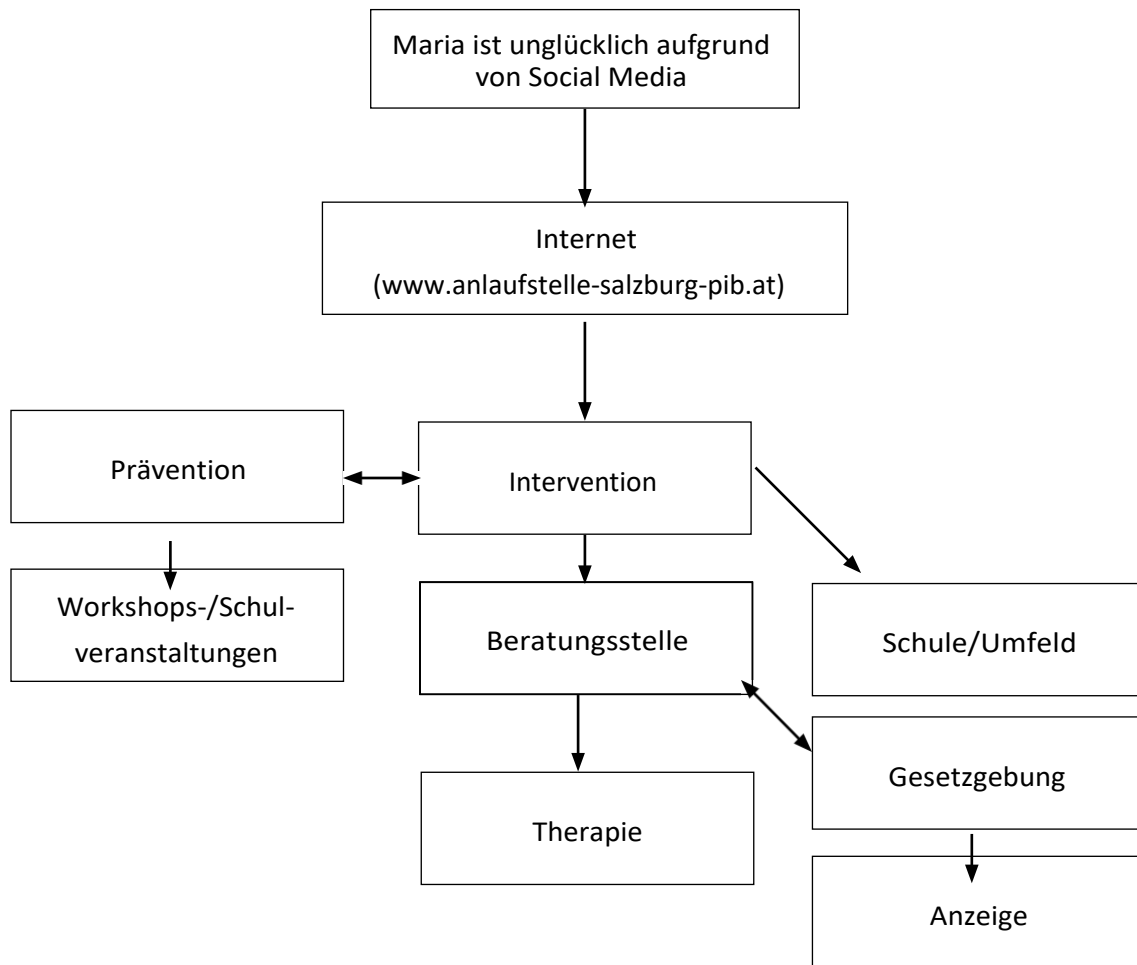 Maria ist unglücklich aufgrund
von Social Media
Internet
(www.anlaufstelle-salzburg-pib.at)
Prävention
Intervention
Workshops-/Schul-
veranstaltungen
Beratungsstelle
Schule/Umfeld
Gesetzgebung
Therapie
Anzeige